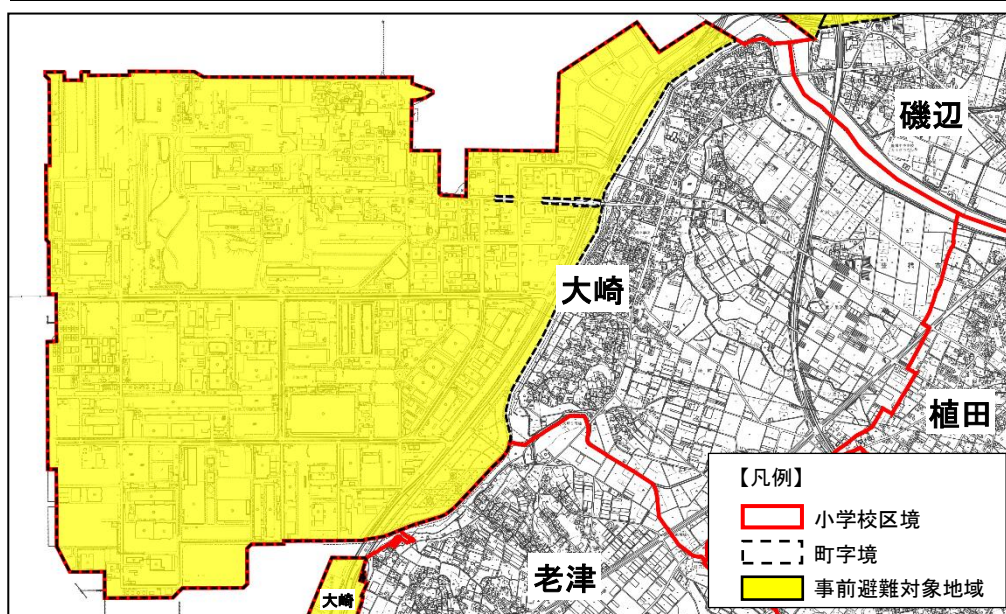 磯辺
大崎
植田
老津
大崎
【凡例】
小学校区境
町字境
事前避難対象地域